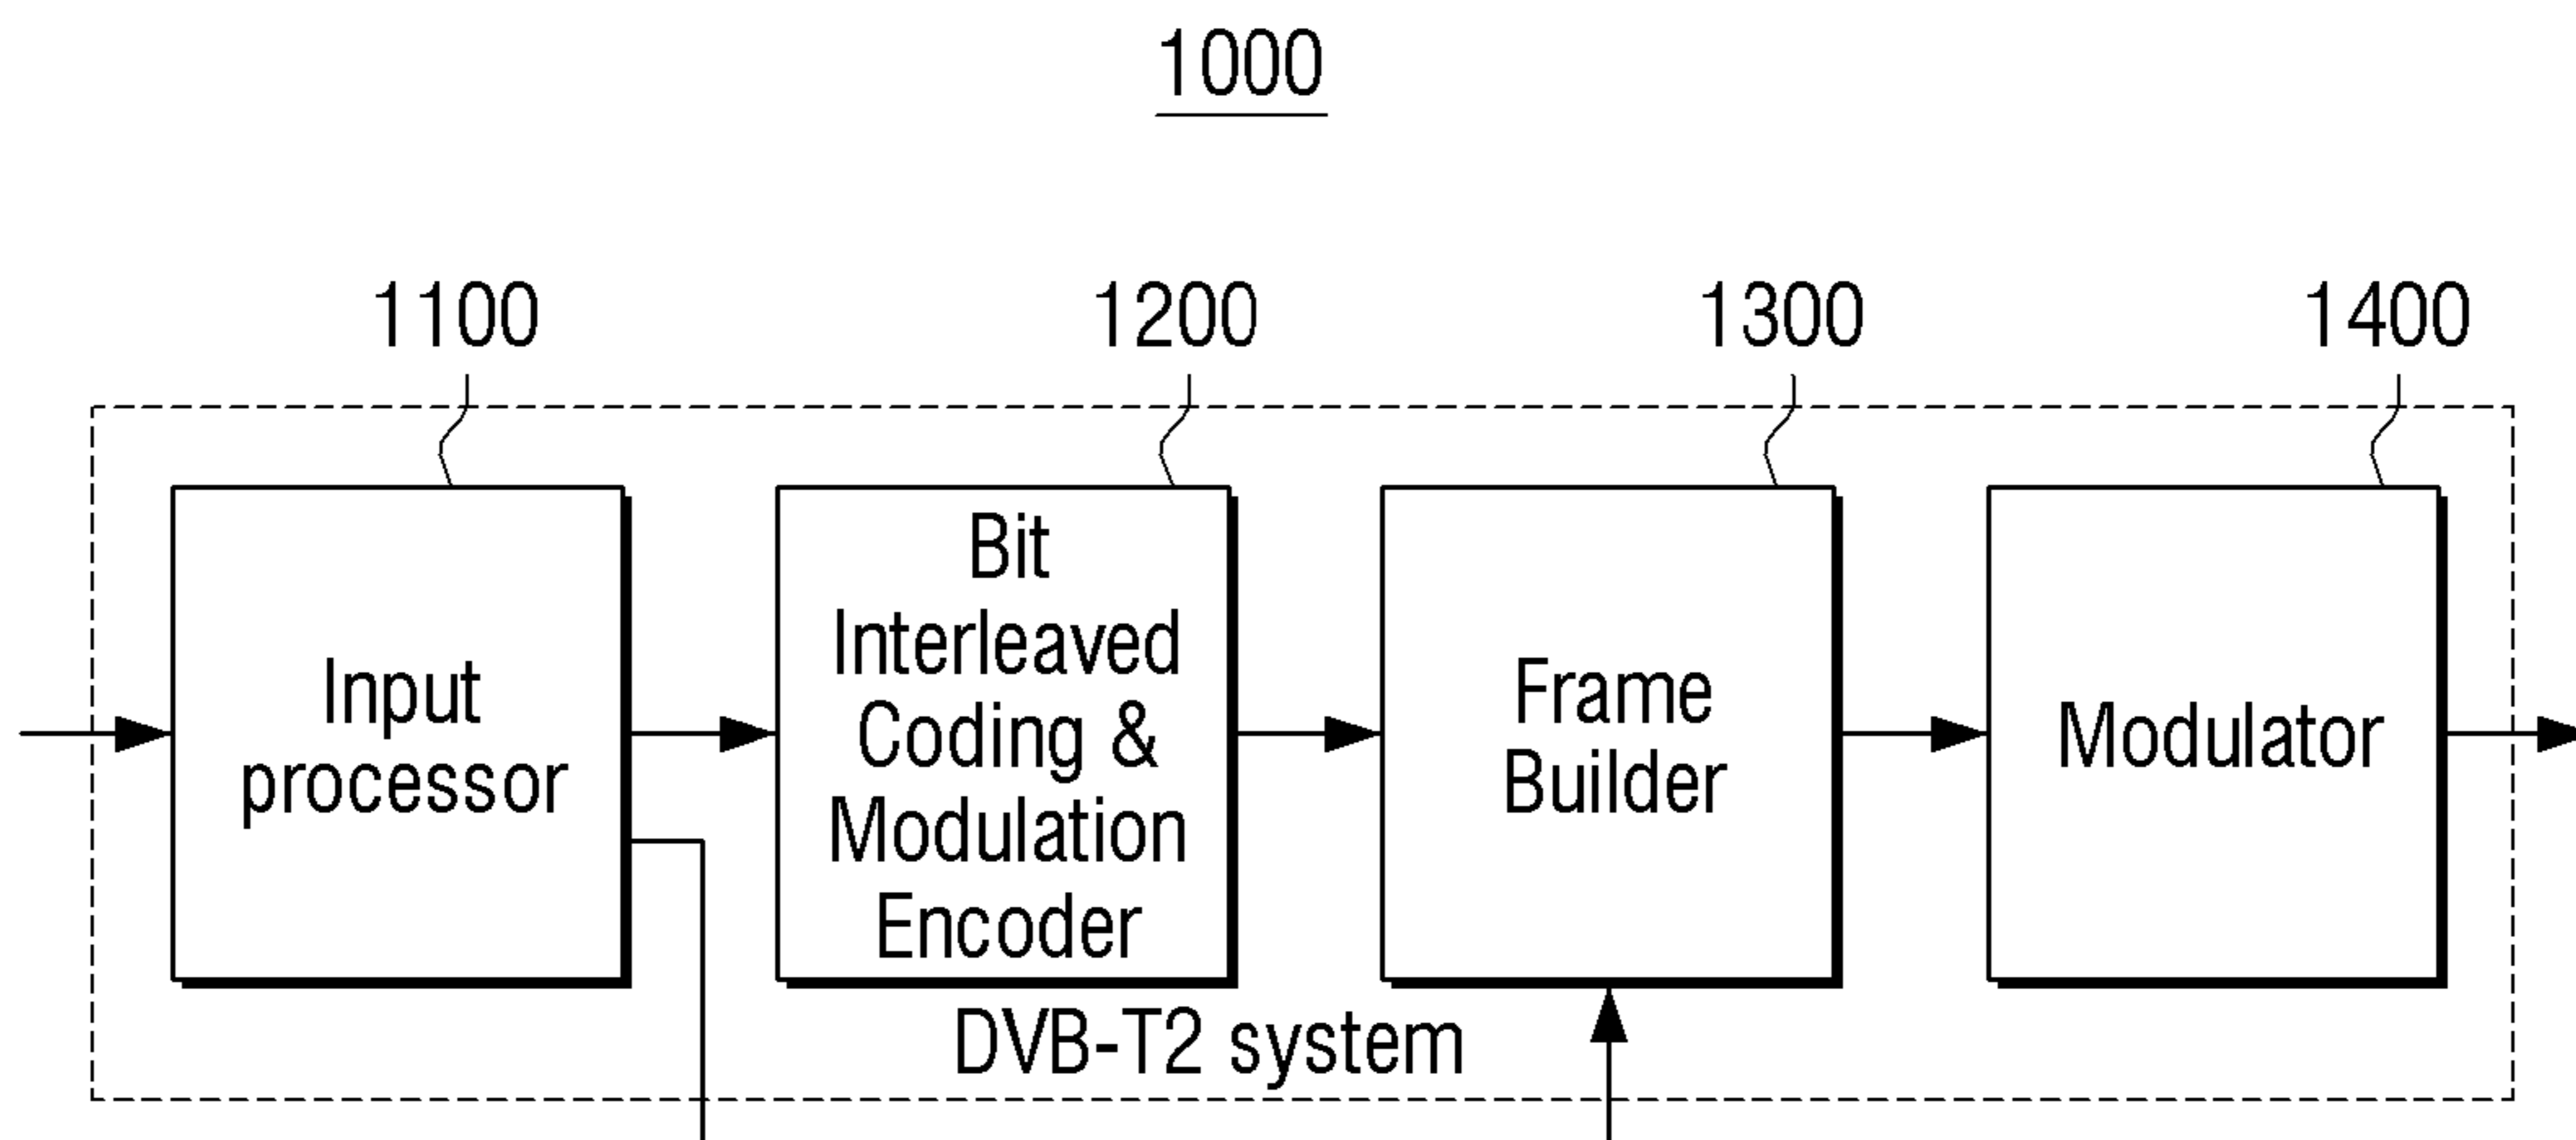 1000
1100
1200
1300
1400
Input
processor
Bit
Interleaved
Coding &
Modulation
Encoder
Frame
Builder
Modulator
DVB-T2 system